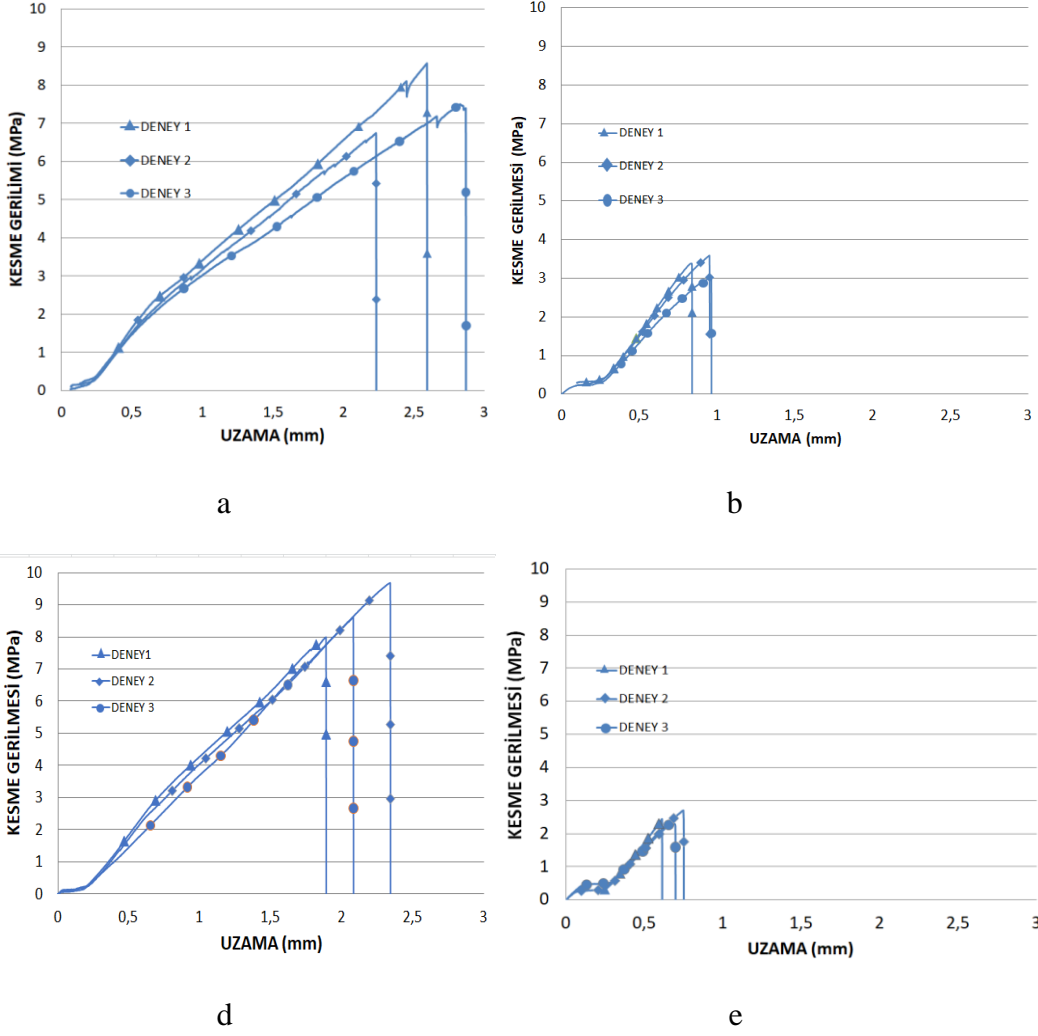 10
9
8
7
6
5
4
3
2
1
0
0 0,5 1 1,5 2 2,5 3
KESME GERİLİMİ (MPa)
UZAMA (mm)
DENEY 1
DENEY 2
DENEY 3
a
10
9
8
7
6
5
4
3
2
1
0
0 0,5 1 1,5 2 2,5 3
KESME GERİLMESİ (MPa)
UZAMA (mm)
DENEY 1
DENEY 2
DENEY 3
b
10
9
8
7
6
5
4
3
2
1
0
0 0,5 1 1,5 2 2,5 3
KESME GERİLMESİ (MPa)
UZAMA (mm)
DENEY1
DENEY 2
DENEY 3
d
10
9
8
7
6
5
4
3
2
1
0
0 0,5 1 1,5 2 2,5 3
KESME GERİLMESİ (MPa)
UZAMA (mm)
DENEY 1
DENEY 2
DENEY 3
e